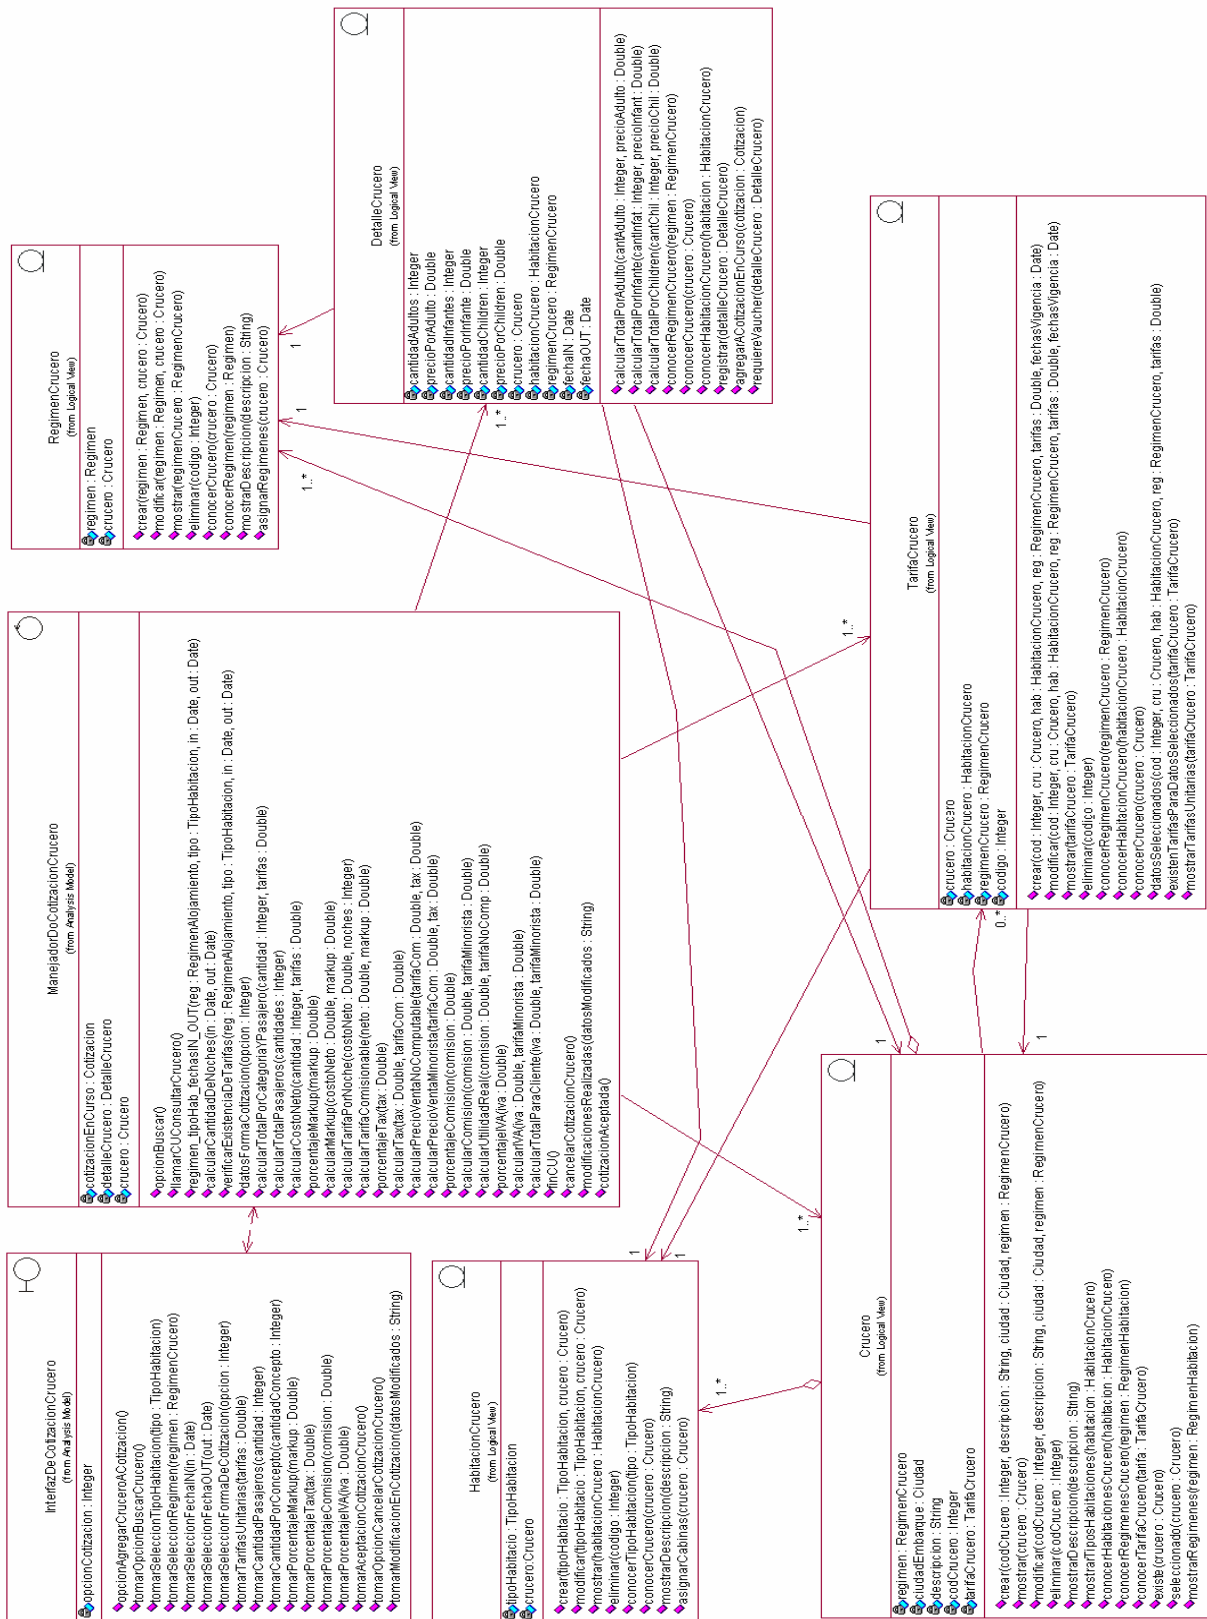 InterfazDeCotizacionCrucero
(from Analysis Model)
opcionCotizacion : Integer
opcionAgregarCruceroACotizacion()
tomarOpcionBuscarCrucero()
tomarSeleccionTipoHabitacion(tipo : TipoHabitacion)
tomarSeleccionRegimen(regimen : RegimenCrucero)
tomarSeleccionFechaIN(in : Date)
tomarSeleccionFechaOUT(out : Date)
tomarSeleccionFormaDeCotizacion(opcion : Integer)
tomarTarifasUnitarias(tarifas : Double)
tomarCantidadPasajeros(cantidad : Integer)
tomarCantidadPorConcepto(cantidadConcepto : Integer)
tomarPorcentajeMarkup(markup : Double)
tomarPorcentajeTax(tax : Double)
tomarPorcentajeComision(comision : Double)
tomarPorcentajeIVA(iva : Double)
tomarAceptacionCotizacionCrucero()
tomarOpcionCancelarCotizacionCrucero()
tomarModificacionEnCotizacion(datosModificados : String)
ManejadorDoCotizacionCrucero
(from Analysis Model)
cotizacionEnCurso : Cotizacion
detalleCrucero : DetalleCrucero
crucero : Crucero
opcionBuscar()
llamarCUConsultarCrucero()
regimen_tipoHab_fechasIN_OUT(reg : RegimenAlojamiento, tipo : TipoHabitacion, in : Date, out : Date)
calcularCantidadDeNoches(in : Date, out : Date)
verificarExistenciaDeTarifas(reg : RegimenAlojamiento, tipo : TipoHabitacion, in : Date, out : Date)
datosFormaCotizacion(opcion : Integer)
calcularTotalPorCategoriaYPasajero(cantidad : Integer, tarifas : Double)
calcularTotalPasajeros(cantidades : Integer)
calcularCostoNeto(cantidad : Integer, tarifas : Double)
porcentajeMarkup(markup : Double)
calcularMarkup(costoNeto : Double, markup : Double)
calcularTarifaPorNoche(costoNeto : Double, noches : Integer)
calcularTarifaComisionable(neto : Double, markup : Double)
porcentajeTax(tax : Double)
calcularTax(tax : Double, tarifaCom : Double)
calcularPrecioVentaNoComputable(tarifaCom : Double, tax : Double)
calcularPrecioVentaMinorista(tarifaCom : Double, tax : Double)
porcentajeComision(comision : Double)
calcularComision(comision : Double, tarifaMinorista : Double)
calcularUtilidadReal(comision : Double, tarifaNoComp : Double)
porcentajeIVA(iva : Double)
calcularIVA(iva : Double, tarifaMinorista : Double)
calcularTotalParaCliente(iva : Double, tarifaMinorista : Double)
finCU()
cancelarCotizacionCrucero()
modificacionesRealizadas(datosModificados : String)
cotizacionAceptada()
RegimenCrucero
(from Logical View)
regimen : Regimen
crucero : Crucero
crear(regimen : Regimen, crucero : Crucero)
modificar(regimen : Regimen, crucero : Crucero)
mostrar(regimenCrucero : RegimenCrucero)
eliminar(codigo : Integer)
conocerCrucero(crucero : Crucero)
conocerRegimen(regimen : Regimen)
mostrarDescripcion(descripcion : String)
asignarRegimenes(crucero : Crucero)
1..*
1
1
DetalleCrucero
(from Logical View)
cantidadAdultos : Integer
precioPorAdulto : Double
cantidadInfantes : Integer
precioPorInfante : Double
cantidadChildren : Integer
precioPorChildren : Double
crucero : Crucero
habitacionCrucero : HabitacionCrucero
regimenCrucero : RegimenCrucero
fechaIN : Date
fechaOUT : Date
calcularTotalPorAdulto(cantAdulto : Integer, precioAdulto : Double)
calcularTotalPorInfante(cantInfat : Integer, precioInfant : Double)
calcularTotalPorChildren(cantChil : Integer, precioChil : Double)
conocerRegimenCrucero(regimen : RegimenCrucero)
conocerCrucero(crucero : Crucero)
conocerHabitacionCrucero(habitacion : HabitacionCrucero)
registrar(detalleCrucero : DetalleCrucero)
agregarACotizacionEnCurso(cotizacion : Cotizacion)
requiereVaucher(detalleCrucero : DetalleCrucero)
1..*
HabitacionCrucero
(from Logical View)
tipoHabitacio : TipoHabitacion
crucero:Crucero
crear(tipoHabitacio : TipoHabitacion, crucero : Crucero)
modificar(tipoHabitacio : TipoHabitacion, crucero : Crucero)
mostrar(habitacionCrucero : HabitacionCrucero)
eliminar(codigo : Integer)
conocerTipoHabitacion(tipo : TipoHabitacion)
conocerCrucero(crucero : Crucero)
mostrarDescripcion(descripcion : String)
asignarCabinas(crucero : Crucero)
1
1
1..*
Crucero
(from Logical View)
regimen : RegimenCrucero
ciudadEmbarque : Ciudad
descripcion : String
codCrucero : Integer
tarifaCrucero : TarifaCrucero
crear(codCrucero : Integer, descripcion : String, ciudad : Ciudad, regimen : RegimenCrucero)
mostrar(crucero : Crucero)
modificar(codCrucero : Integer, descripcion : String, ciudad : Ciudad, regimen : RegimenCrucero)
eliminar(codCrucero : Integer)
mostrarDescripcion(descripcion : String)
mostrarTiposHabitaciones(habitacion : HabitacionCrucero)
conocerHabitacionesCrucero(habitacion : HabitacionCrucero)
conocerRegimenesCrucero(regimen : RegimenHabitacion)
conocerTarifaCrucero(tarifa : TarifaCrucero)
existe(crucero : Crucero)
seleccionado(crucero : Crucero)
mostrarRegimenes(regimen : RegimenHabitacion)
1..*
1
1
TarifaCrucero
(from Logical View)
crucero : Crucero
habitacionCrucero : HabitacionCrucero
regimenCrucero : RegimenCrucero
codigo : Integer
crear(cod : Integer, cru : Crucero, hab : HabitacionCrucero, reg : RegimenCrucero, tarifas : Double, fechasVigencia : Date)
modificar(cod : Integer, cru : Crucero, hab : HabitacionCrucero, reg : RegimenCrucero, tarifas : Double, fechasVigencia : Date)
mostrar(tarifaCrucero : TarifaCrucero)
eliminar(codigo : Integer)
conocerRegimenCrucero(regimenCrucero : RegimenCrucero)
conocerHabitacionCrucero(habitacionCrucero : HabitacionCrucero)
conocerCrucero(crucero : Crucero)
datosSeleccionados(cod : Integer, cru : Crucero, hab : HabitacionCrucero, reg : RegimenCrucero, tarifas : Double)
existenTarifasParaDatosSeleccionados(tarifaCrucero : TarifaCrucero)
mostrarTarifasUnitarias(tarifaCrucero : TarifaCrucero)
0..*
1..*